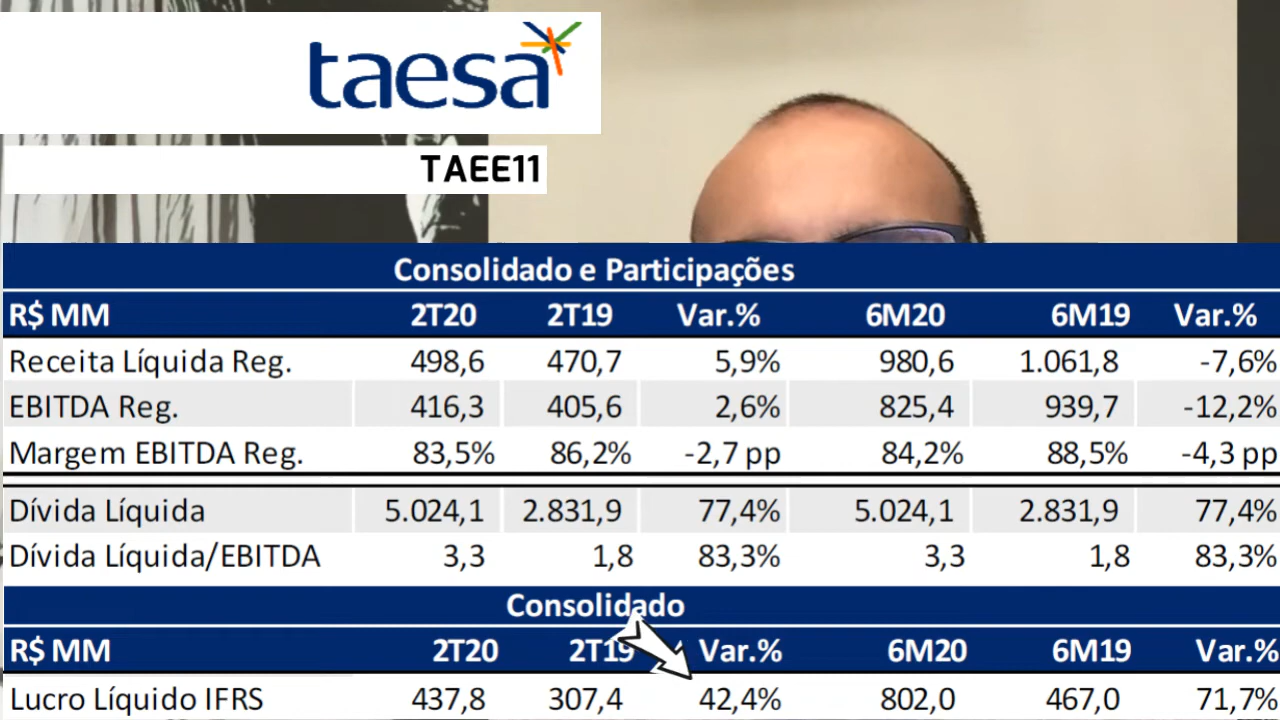 taesa
TAEE11
Consolidado e Participações
R$ MM 2T20 2T19 Var.% 6M20 6M19 Var.%
Receita Líquida Reg. 498,6 470,7 5,9% 980,6 1.061,8 -7,6%
EBITDA Reg. 416,3 405,6 2,6% 825,4 939,7 -12,2%
Margem EBITDA Reg. 83,5% 86,2% -2,7 pp 84,2% 88,5% -4,3 pp
Dívida Líquida 5.024,1 2.831,9 77,4% 5.024,1 2.831,9 77,4%
Dívida Líquida/EBITDA 3,3 1,8 83,3% 3,3 1,8 83,3%
Consolidado
R$ MM 2T20 2T19 Var.% 6M20 6M19 Var.%
Lucro Líquido IFRS 437,8 307,4 42,4% 802,0 467,0 71,7%